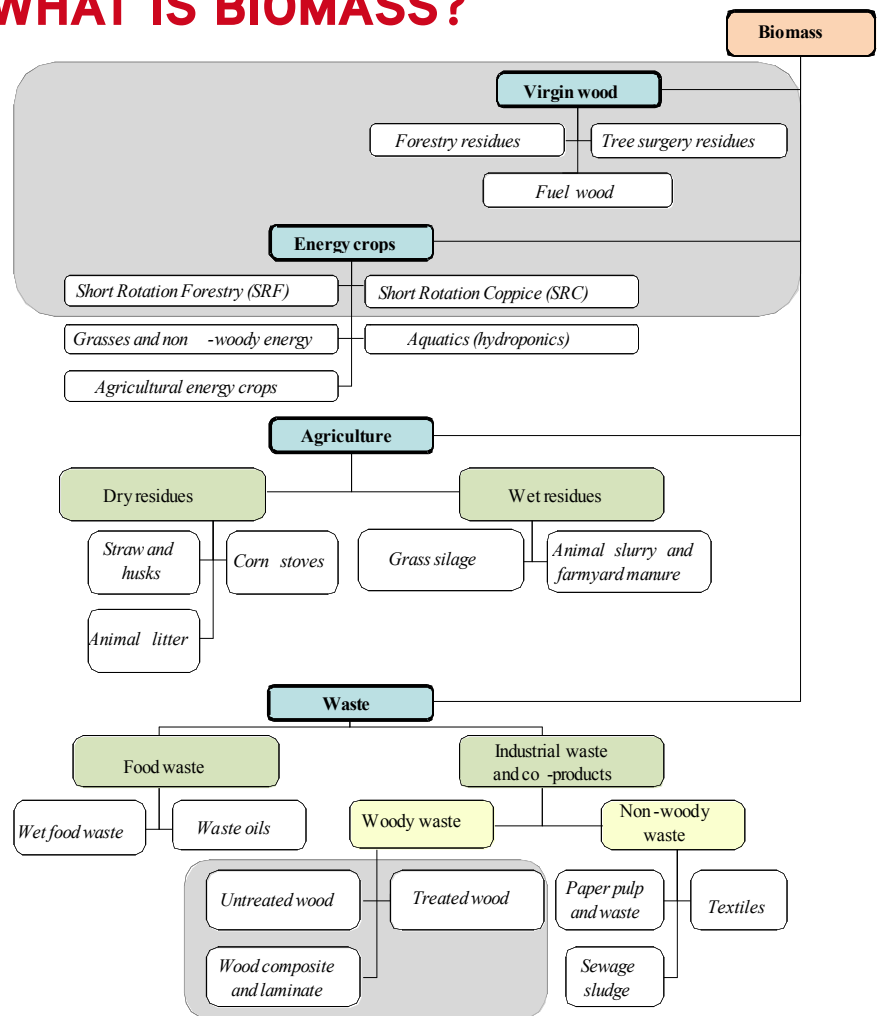 WHAT IS BIOMASS?
Biomass
Virgin wood
Forestry residues
Tree surgery residues
Fuel wood
Energy crops
Short Rotation Forestry (SRF)
Short Rotation Coppice (SRC)
Grasses and non -woody energy
Aquatics (hydroponics)
Agricultural energy crops
Agriculture
Dry residues
Wet residues
Straw and
husks
Corn stoves
Grass silage
Animal slurry and
farmyard manure
Animal litter
Waste
Food waste
Industrial waste
and co -products
Wet food waste
Waste oils
Woody waste
Non-woody
waste
Untreated wood
Treated wood
Paper pulp
and waste
Textiles
Wood composite
and laminate
Sewage
sludge